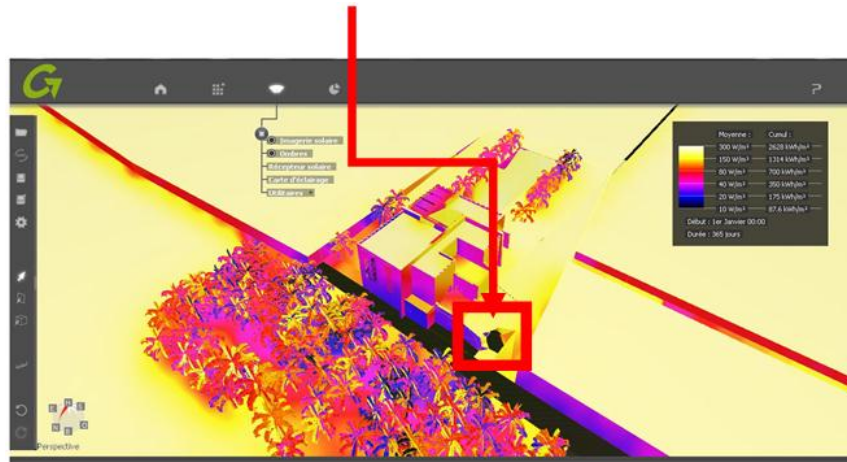 Imagerie solaire
Ombres
Récepteur solaire
Carte d'éclairage
Utilitaires
Moyenne : Cumul :
300 W/m² 2628 kWh/m²
150 W/m² 1314 kWh/m²
80 W/m² 700 kWh/m²
40 W/m² 350 kWh/m²
20 W/m² 175 kWh/m²
10 W/m² 87.6 kWh/m²
Début : 1er Janvier 00:00
Durée : 365 jours
Perspective